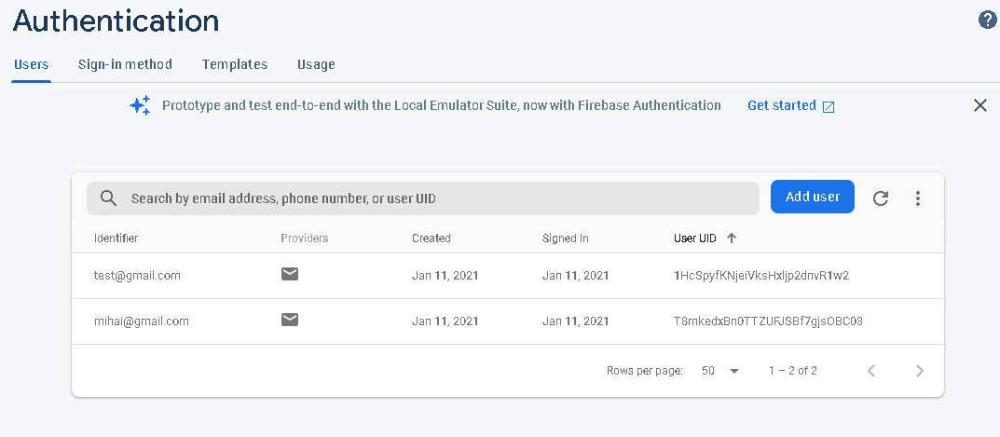 Authentication
Users Sign-in method Templates Usage
Prototype and test end-to-end with the Local Emulator Suite, now with Firebase Authentication Get started
Search by email address, phone number, or user UID Add user
Identifier Providers Created Signed In User UID
test@gmail.com Jan 11, 2021 Jan 11, 2021 1HcSpyfKNjeiVksHxljp2dnvR1w2
mihai@gmail.com Jan 11, 2021 Jan 11, 2021 T8mkedxBn0TTZUFJSBf7gjsOBC03
Rows per page: 50 1 – 2 of 2